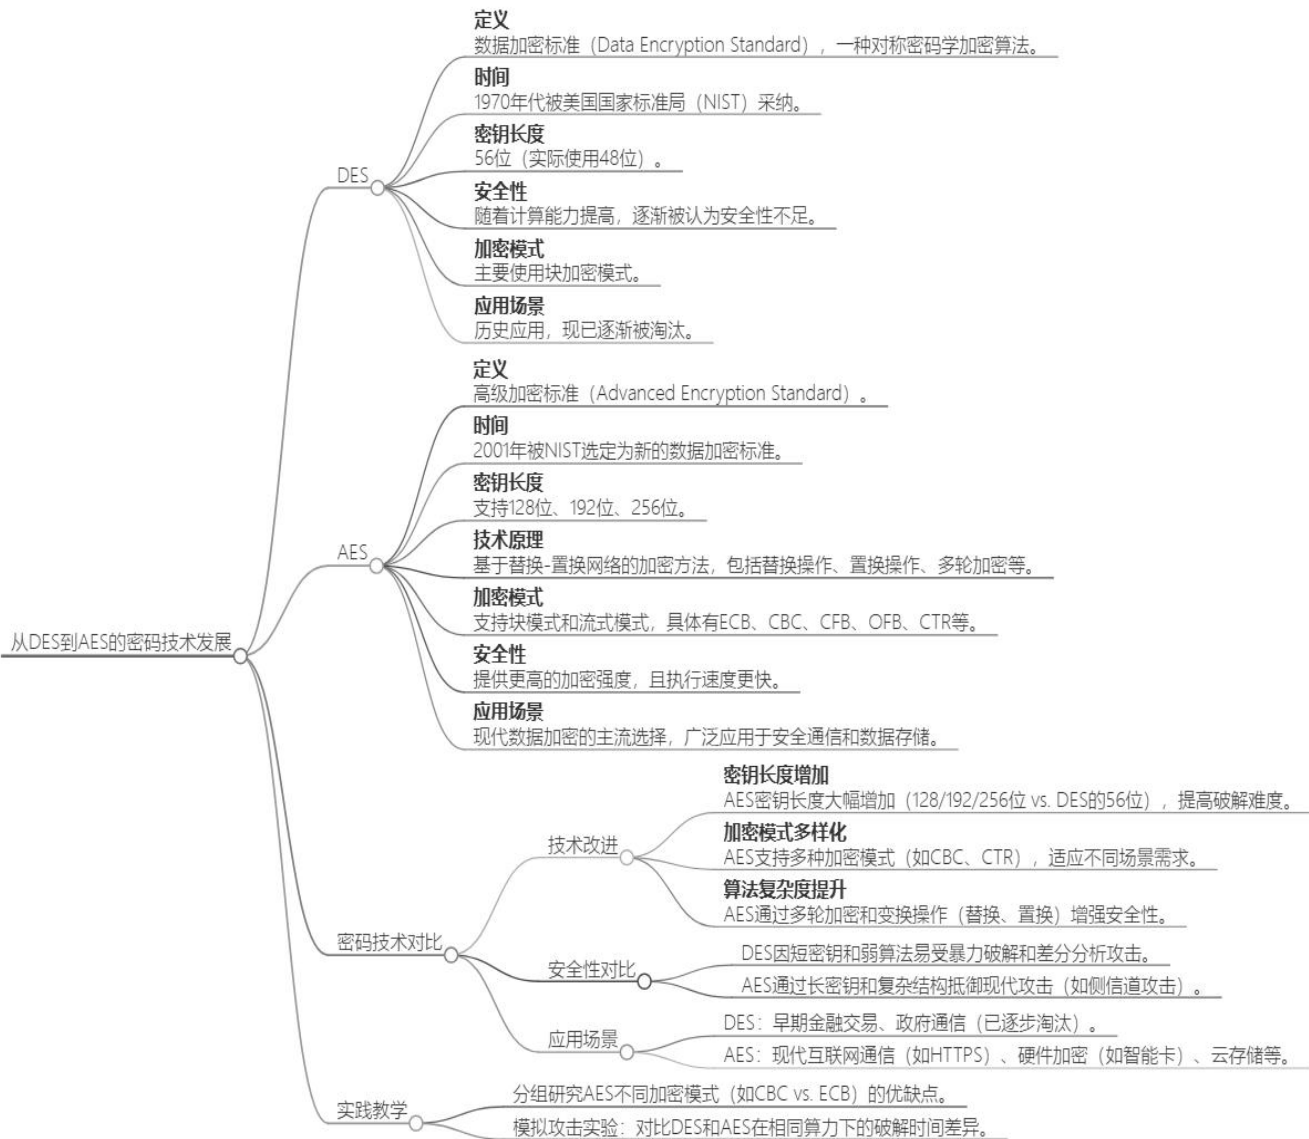 从DES到AES的密码技术发展
DES
定义
数据加密标准（Data Encryption Standard），一种对称密码学加密算法。
时间
1970年代被美国国家标准局（NIST）采纳。
密钥长度
56位（实际使用48位）。
安全性
随着计算能力提高，逐渐被认为安全性不足。
加密模式
主要使用块加密模式。
应用场景
历史应用，现已逐渐被淘汰。
AES
定义
高级加密标准（Advanced Encryption Standard）。
时间
2001年被NIST选定为新的数据加密标准。
密钥长度
支持128位、192位、256位。
技术原理
基于替换-置换网络的加密方法，包括替换操作、置换操作、多轮加密等。
加密模式
支持块模式和流式模式，具体有ECB、CBC、CFB、OFB、CTR等。
安全性
提供更高的加密强度，且执行速度更快。
应用场景
现代数据加密的主流选择，广泛应用于安全通信和数据存储。
密码技术对比
技术改进
密钥长度增加
AES密钥长度大幅增加（128/192/256位 vs. DES的56位），提高破解难度。
加密模式多样化
AES支持多种加密模式（如CBC、CTR），适应不同场景需求。
算法复杂度提升
AES通过多轮加密和变换操作（替换、置换）增强安全性。
安全性对比
DES因短密钥和弱算法易受暴力破解和差分分析攻击。
AES通过长密钥和复杂结构抵御现代攻击（如侧信道攻击）。
应用场景
DES：早期金融交易、政府通信（已逐步淘汰）。
AES：现代互联网通信（如HTTPS）、硬件加密（如智能卡）、云存储等。
实践教学
分组研究AES不同加密模式（如CBC vs. ECB）的优缺点。
模拟攻击实验：对比DES和AES在相同算力下的破解时间差异。